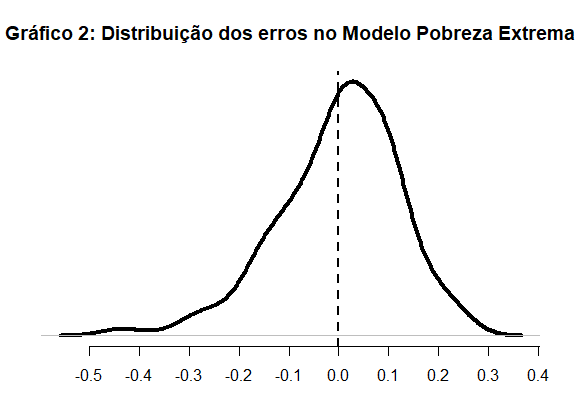 Gráfico 2: Distribuição dos erros no Modelo Pobreza Extrema
-0.5 -0.4 -0.3 -0.2 -0.1 0.0 0.1 0.2 0.3 0.4